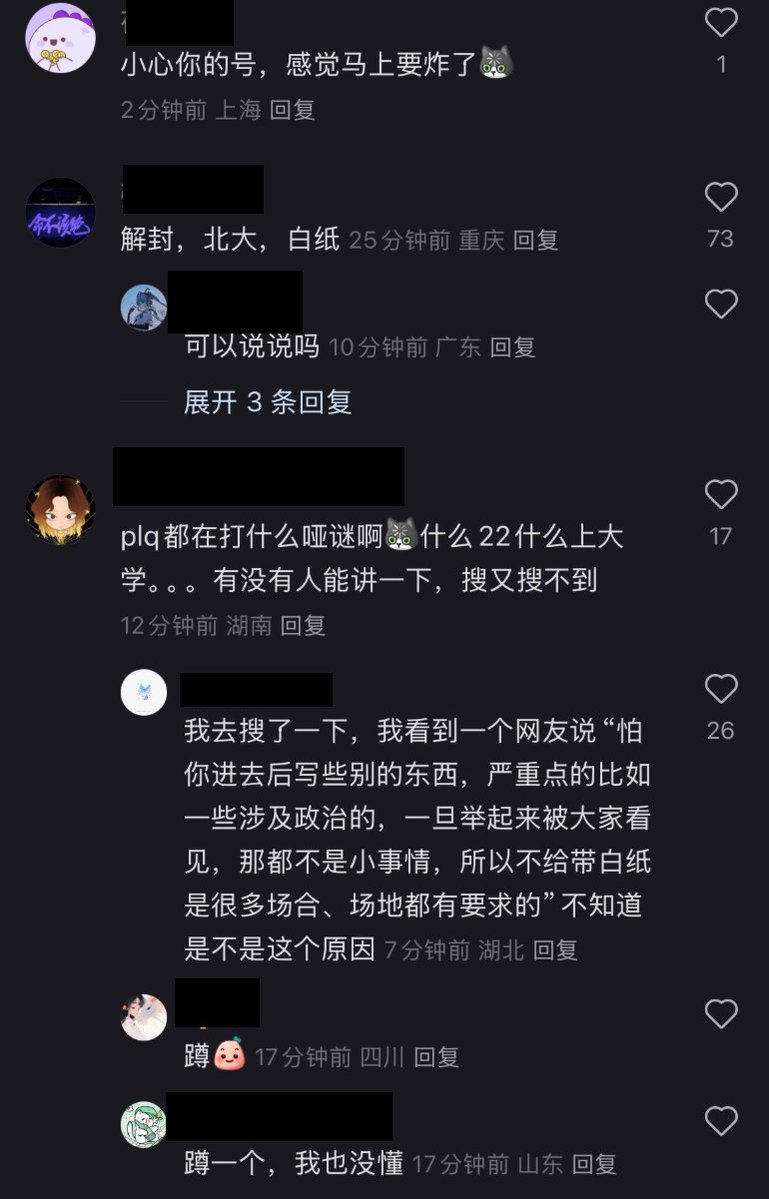 小心你的号，感觉马上要炸了
2分钟前 上海 回复
1
命不该绝
解封，北大，白纸 25分钟前 重庆 回复
73
可以说说吗 10分钟前 广东 回复
展开 3 条回复
plq都在打什么哑谜啊什么22什么上大
学。。。有没有人能讲一下，搜又搜不到
17
12分钟前 湖南 回复
我去搜了一下，我看到一个网友说“怕
26
你进去后写些别的东西，严重点的比如
一些涉及政治的，一旦举起来被大家看
见，那都不是小事情，所以不给带白纸
是很多场合、场地都有要求的”不知道
是不是这个原因 7分钟前 湖北 回复
蹲 17分钟前 四川 回复
蹲一个，我也没懂 17分钟前 山东 回复